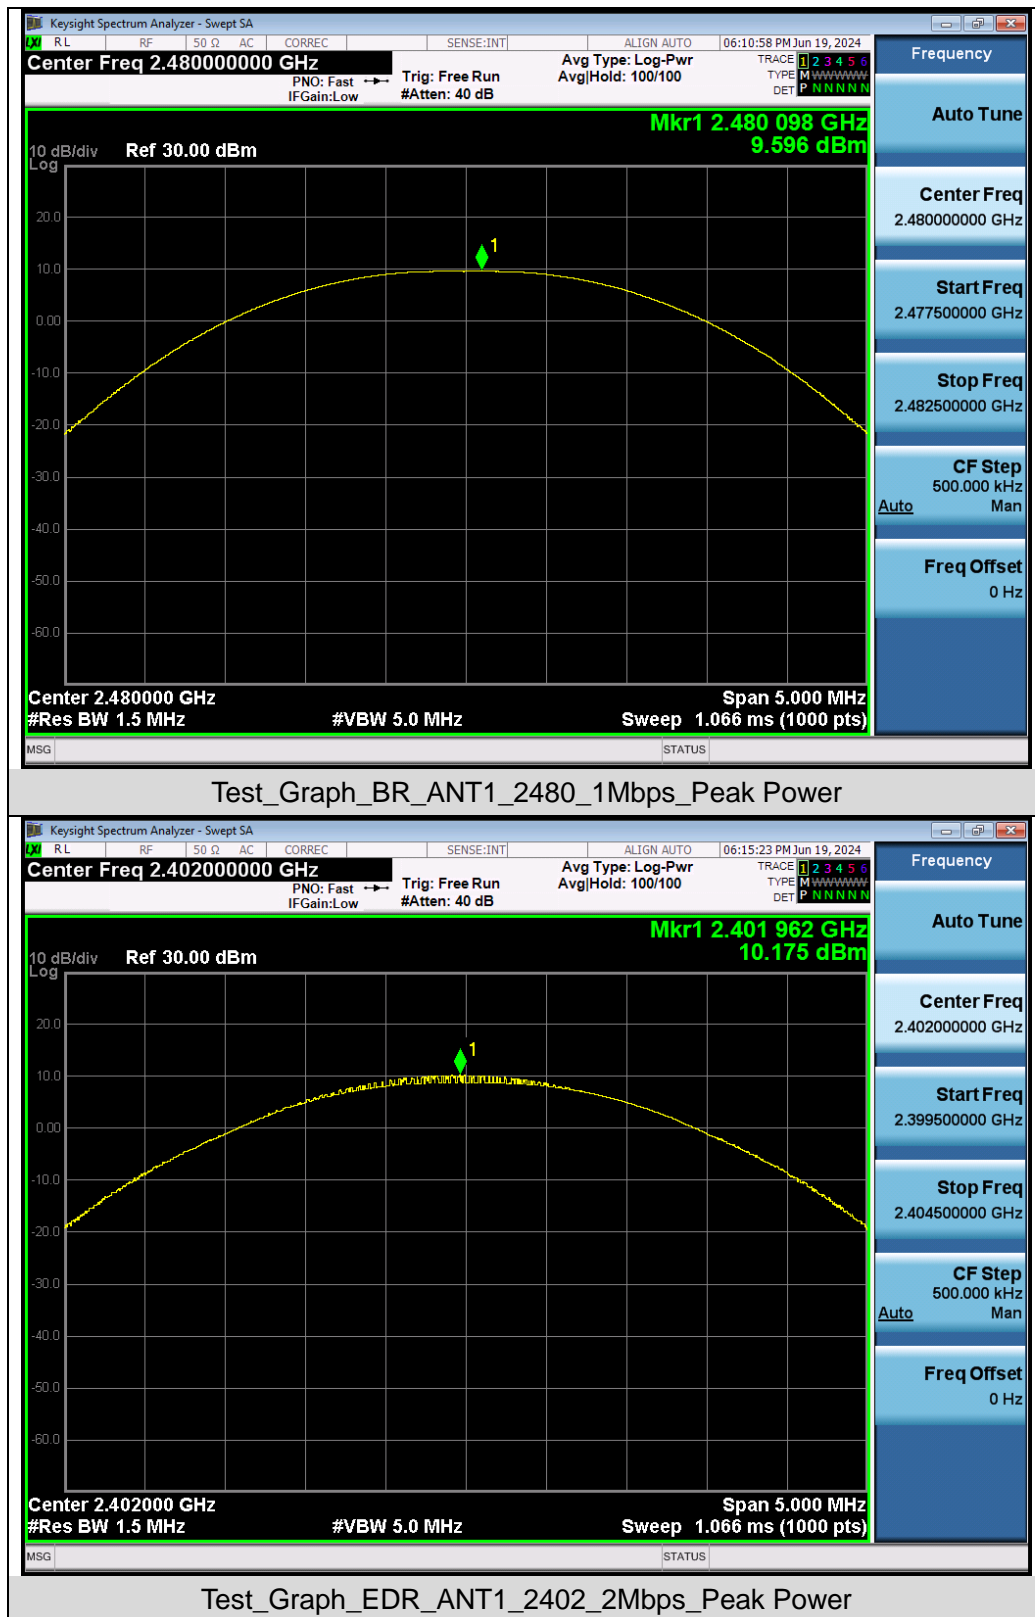 Keysight Spectrum Analyzer - Swept SA
LXI RL RF 50 Ω AC CORREC SENSE:INT ALIGN AUTO 06:10:58 PM Jun 19, 2024
Center Freq 2.480000000 GHz
PNO: Fast
IFGain:Low
Trig: Free Run
#Atten: 40 dB
Avg Type: Log-Pwr
Avg|Hold: 100/100
TRACE 1 2 3 4 5 6
TYPE M WWWWW
DET P N N N N N
Mkr1 2.480 098 GHz
9.596 dBm
10 dB/div Ref 30.00 dBm
Log
20.0
10.0
0.00
-10.0
-20.0
-30.0
-40.0
-50.0
-60.0
1
Center 2.480000 GHz Span 5.000 MHz
#Res BW 1.5 MHz #VBW 5.0 MHz Sweep 1.066 ms (1000 pts)
MSG STATUS
Frequency
Auto Tune
Center Freq
2.480000000 GHz
Start Freq
2.477500000 GHz
Stop Freq
2.482500000 GHz
CF Step
500.000 kHz
Auto Man
Freq Offset
0 Hz
Test_Graph_BR_ANT1_2480_1Mbps_Peak Power
Keysight Spectrum Analyzer - Swept SA
LXI RL RF 50 Ω AC CORREC SENSE:INT ALIGN AUTO 06:15:23 PM Jun 19, 2024
Center Freq 2.402000000 GHz
PNO: Fast
IFGain:Low
Trig: Free Run
#Atten: 40 dB
Avg Type: Log-Pwr
Avg|Hold: 100/100
TRACE 1 2 3 4 5 6
TYPE M WWWWW
DET P N N N N N
Mkr1 2.401 962 GHz
10.175 dBm
10 dB/div Ref 30.00 dBm
Log
20.0
10.0
0.00
-10.0
-20.0
-30.0
-40.0
-50.0
-60.0
1
Center 2.402000 GHz Span 5.000 MHz
#Res BW 1.5 MHz #VBW 5.0 MHz Sweep 1.066 ms (1000 pts)
MSG STATUS
Frequency
Auto Tune
Center Freq
2.402000000 GHz
Start Freq
2.399500000 GHz
Stop Freq
2.404500000 GHz
CF Step
500.000 kHz
Auto Man
Freq Offset
0 Hz
Test_Graph_EDR_ANT1_2402_2Mbps_Peak Power